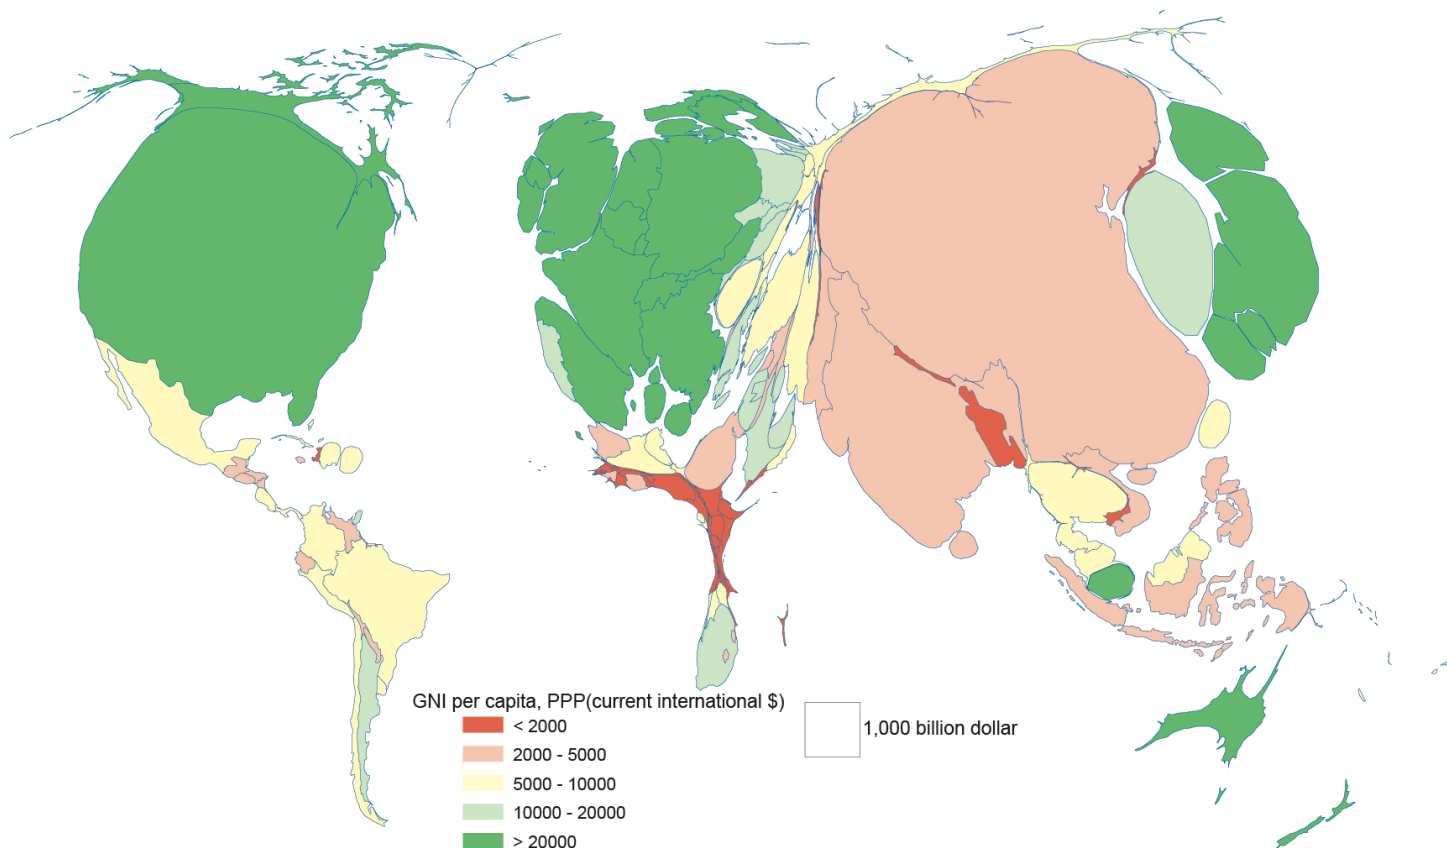 GNI per capita, PPP(current international $)
< 2000
2000 - 5000
5000 - 10000
10000 - 20000
> 20000
1,000 billion dollar